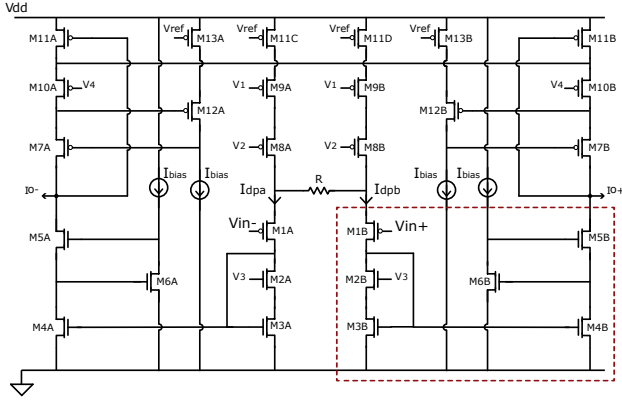 Vdd
M11A Vref M13A Vref M11C Vref M11D Vref M13B M11B
M10A V4 V1 M9A V1 M9B V4 M10B
M12A M12B
M7A V2 M8A V2 M8B M7B
Ibias Ibias R Ibias Ibias
IO- Idpa Idpb IO+
Vin- M1A M1B Vin+
M5A M5B
M6A V3 M2A M2B V3 M6B
M4A M3A M3B M4B